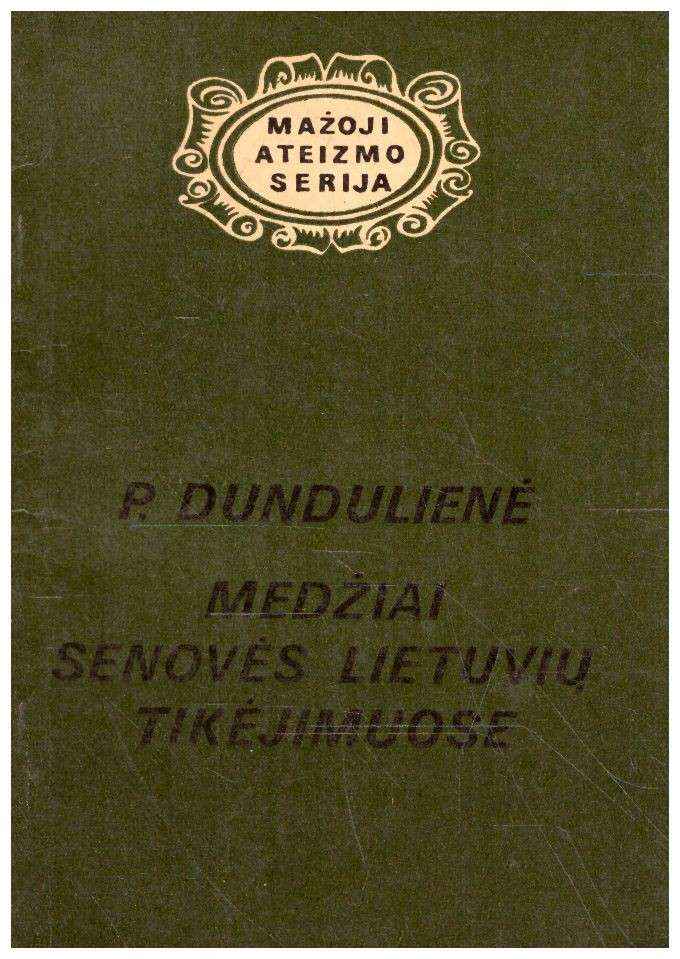 MAŽOJI
ATEIZMO
SERIJA
P. DUNDULIENĖ
MEDŽIAI
SENOVĖS LIETUVIŲ
TIKĖJIMUOSE